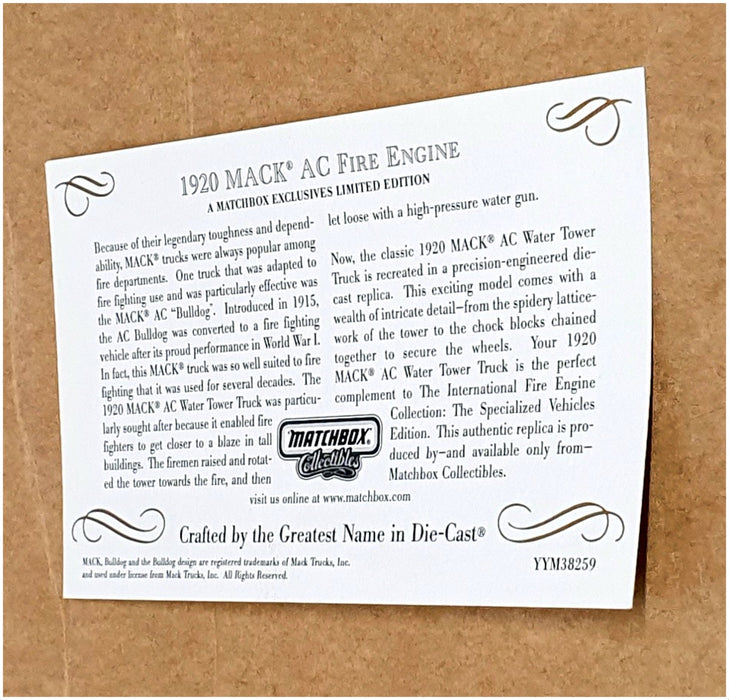 1920 MACK® AC FIRE ENGINE
A MATCHBOX EXCLUSIVES LIMITED EDITION
Because of their legendary toughness and depend-
ability, MACK® trucks were always popular among
fire departments. One truck that was adapted to
fire fighting use and was particularly effective was
the MACK® AC “Bulldog”. Introduced in 1915,
the AC Bulldog was converted to a fire fighting
vehicle after its proud performance in World War I.
In fact, this MACK® truck was so well suited to fire
fighting that it was used for several decades. The
1920 MACK® AC Water Tower Truck was particu-
larly sought after because it enabled fire
fighters to get closer to a blaze in tall
buildings. The firemen raised and rotat-
ed the tower towards the fire, and then
let loose with a high-pressure water gun.
Now, the classic 1920 MACK® AC Water Tower
Truck is recreated in a precision-engineered die-
cast replica. This exciting model comes with a
wealth of intricate detail–from the spidery lattice-
work of the tower to the chock blocks chained
together to secure the wheels. Your 1920
MACK® AC Water Tower Truck is the perfect
complement to The International Fire Engine
Collection: The Specialized Vehicles
Edition. This authentic replica is pro-
duced by–and available only from–
Matchbox Collectibles.
MATCHBOX®
Collectibles
visit us online at www.matchbox.com
Crafted by the Greatest Name in Die-Cast®
MACK, Bulldog and the Bulldog design are registered trademarks of Mack Trucks, Inc.
and used under license from Mack Trucks, Inc. All Rights Reserved.
YYM38259